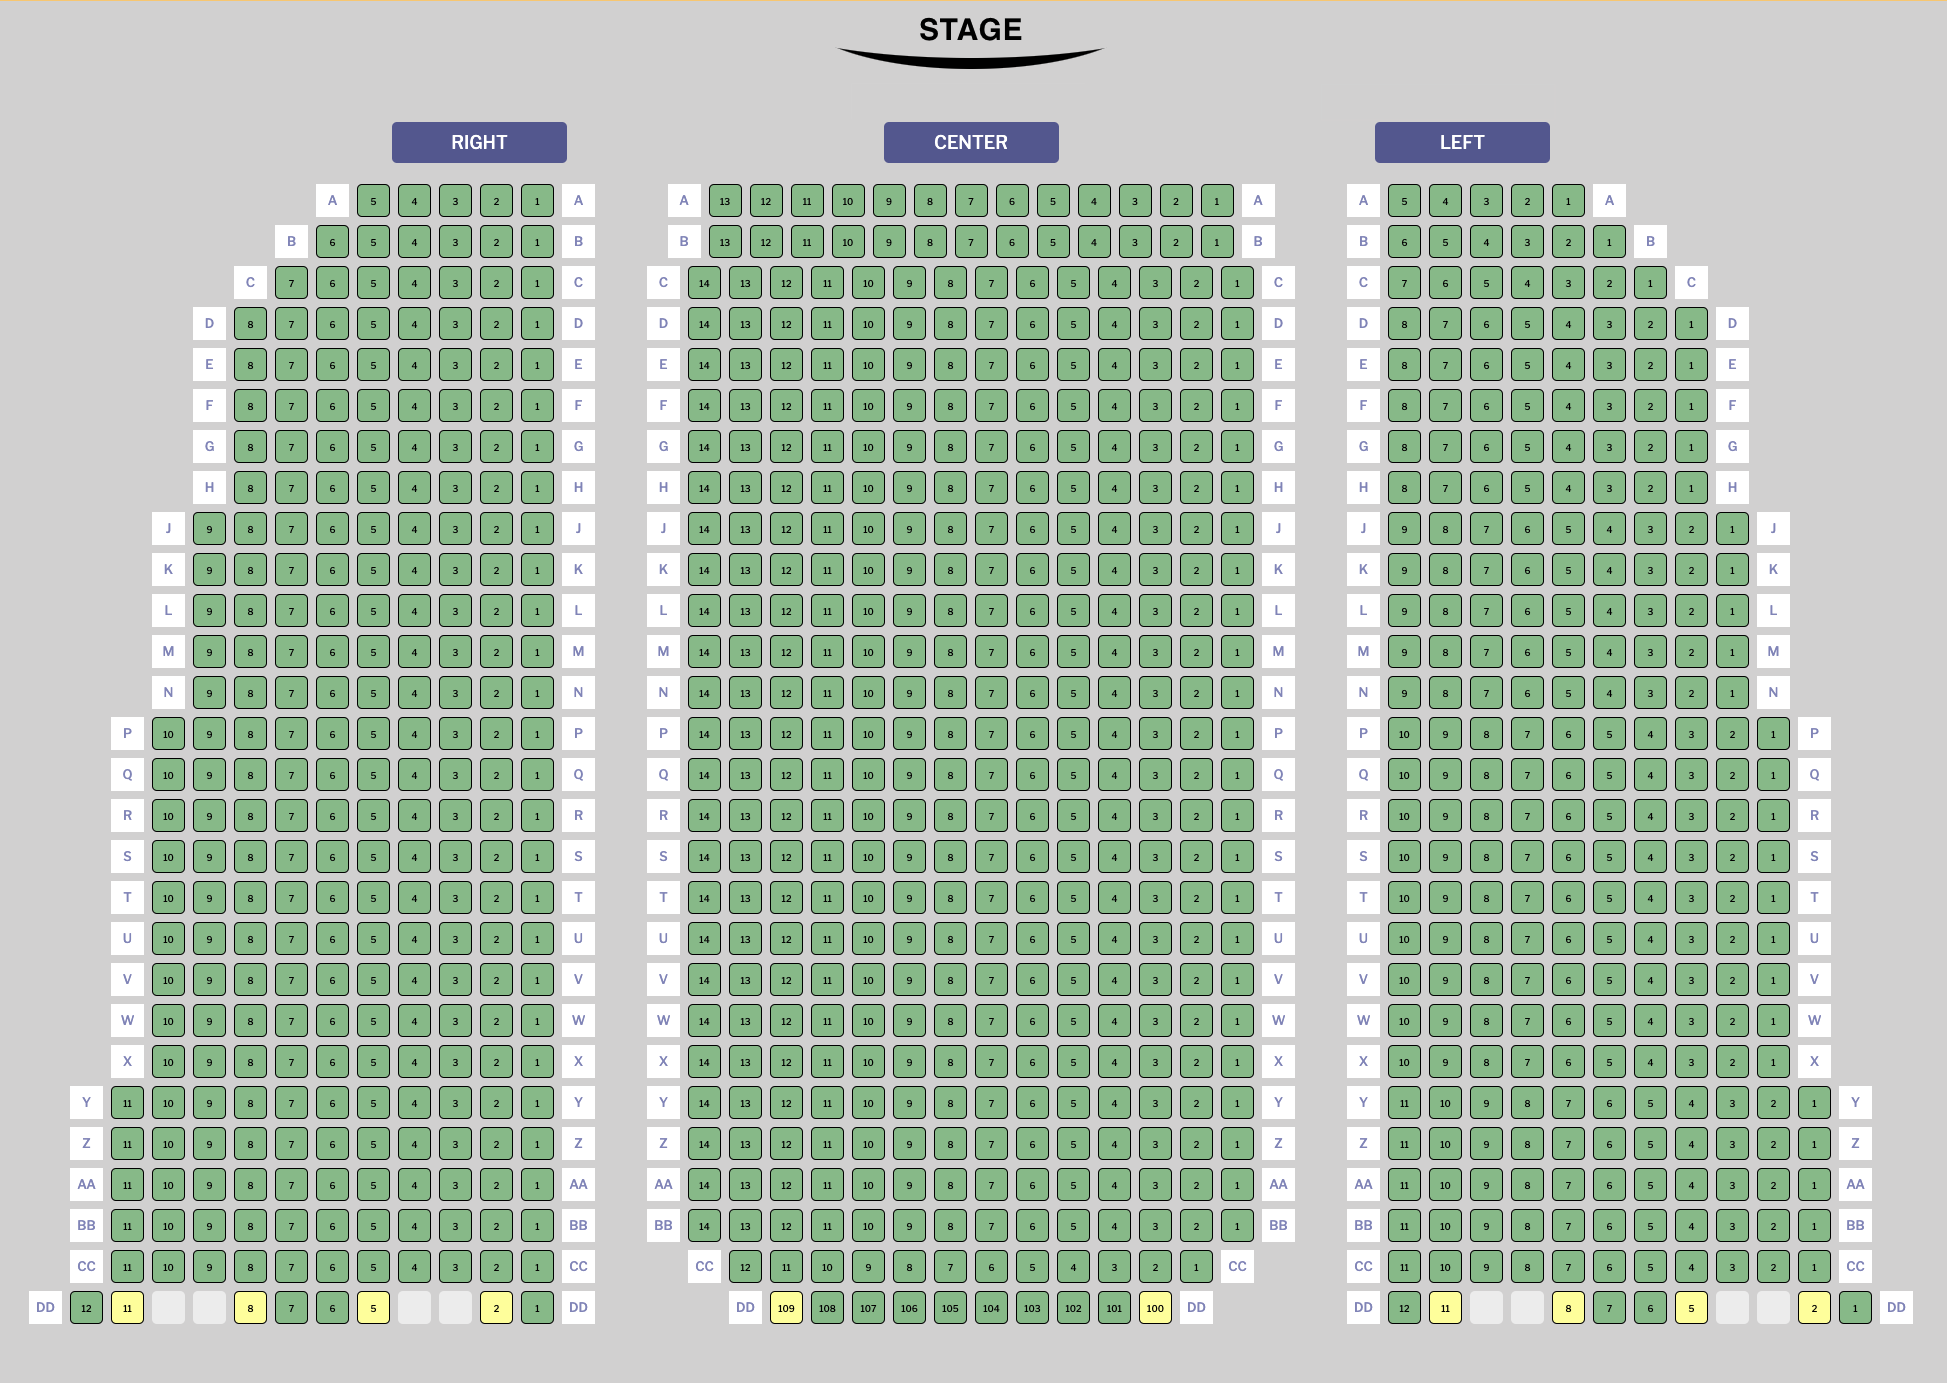 STAGE
RIGHT CENTER LEFT
A 5 4 3 2 1 A A 13 12 11 10 9 8 7 6 5 4 3 2 1 A A 5 4 3 2 1 A
B 6 5 4 3 2 1 B B 13 12 11 10 9 8 7 6 5 4 3 2 1 B B 6 5 4 3 2 1 B
C 7 6 5 4 3 2 1 C C 14 13 12 11 10 9 8 7 6 5 4 3 2 1 C C 7 6 5 4 3 2 1 C
D 8 7 6 5 4 3 2 1 D D 14 13 12 11 10 9 8 7 6 5 4 3 2 1 D D 8 7 6 5 4 3 2 1 D
E 8 7 6 5 4 3 2 1 E E 14 13 12 11 10 9 8 7 6 5 4 3 2 1 E E 8 7 6 5 4 3 2 1 E
F 8 7 6 5 4 3 2 1 F F 14 13 12 11 10 9 8 7 6 5 4 3 2 1 F F 8 7 6 5 4 3 2 1 F
G 8 7 6 5 4 3 2 1 G G 14 13 12 11 10 9 8 7 6 5 4 3 2 1 G G 8 7 6 5 4 3 2 1 G
H 8 7 6 5 4 3 2 1 H H 14 13 12 11 10 9 8 7 6 5 4 3 2 1 H H 8 7 6 5 4 3 2 1 H
J 9 8 7 6 5 4 3 2 1 J J 14 13 12 11 10 9 8 7 6 5 4 3 2 1 J J 9 8 7 6 5 4 3 2 1 J
K 9 8 7 6 5 4 3 2 1 K K 14 13 12 11 10 9 8 7 6 5 4 3 2 1 K K 9 8 7 6 5 4 3 2 1 K
L 9 8 7 6 5 4 3 2 1 L L 14 13 12 11 10 9 8 7 6 5 4 3 2 1 L L 9 8 7 6 5 4 3 2 1 L
M 9 8 7 6 5 4 3 2 1 M M 14 13 12 11 10 9 8 7 6 5 4 3 2 1 M M 9 8 7 6 5 4 3 2 1 M
N 9 8 7 6 5 4 3 2 1 N N 14 13 12 11 10 9 8 7 6 5 4 3 2 1 N N 9 8 7 6 5 4 3 2 1 N
P 10 9 8 7 6 5 4 3 2 1 P P 14 13 12 11 10 9 8 7 6 5 4 3 2 1 P P 10 9 8 7 6 5 4 3 2 1 P
Q 10 9 8 7 6 5 4 3 2 1 Q Q 14 13 12 11 10 9 8 7 6 5 4 3 2 1 Q Q 10 9 8 7 6 5 4 3 2 1 Q
R 10 9 8 7 6 5 4 3 2 1 R R 14 13 12 11 10 9 8 7 6 5 4 3 2 1 R R 10 9 8 7 6 5 4 3 2 1 R
S 10 9 8 7 6 5 4 3 2 1 S S 14 13 12 11 10 9 8 7 6 5 4 3 2 1 S S 10 9 8 7 6 5 4 3 2 1 S
T 10 9 8 7 6 5 4 3 2 1 T T 14 13 12 11 10 9 8 7 6 5 4 3 2 1 T T 10 9 8 7 6 5 4 3 2 1 T
U 10 9 8 7 6 5 4 3 2 1 U U 14 13 12 11 10 9 8 7 6 5 4 3 2 1 U U 10 9 8 7 6 5 4 3 2 1 U
V 10 9 8 7 6 5 4 3 2 1 V V 14 13 12 11 10 9 8 7 6 5 4 3 2 1 V V 10 9 8 7 6 5 4 3 2 1 V
W 10 9 8 7 6 5 4 3 2 1 W W 14 13 12 11 10 9 8 7 6 5 4 3 2 1 W W 10 9 8 7 6 5 4 3 2 1 W
X 10 9 8 7 6 5 4 3 2 1 X X 14 13 12 11 10 9 8 7 6 5 4 3 2 1 X X 10 9 8 7 6 5 4 3 2 1 X
Y 11 10 9 8 7 6 5 4 3 2 1 Y Y 14 13 12 11 10 9 8 7 6 5 4 3 2 1 Y Y 11 10 9 8 7 6 5 4 3 2 1 Y
Z 11 10 9 8 7 6 5 4 3 2 1 Z Z 14 13 12 11 10 9 8 7 6 5 4 3 2 1 Z Z 11 10 9 8 7 6 5 4 3 2 1 Z
AA 11 10 9 8 7 6 5 4 3 2 1 AA AA 14 13 12 11 10 9 8 7 6 5 4 3 2 1 AA AA 11 10 9 8 7 6 5 4 3 2 1 AA
BB 11 10 9 8 7 6 5 4 3 2 1 BB BB 14 13 12 11 10 9 8 7 6 5 4 3 2 1 BB BB 11 10 9 8 7 6 5 4 3 2 1 BB
CC 11 10 9 8 7 6 5 4 3 2 1 CC CC 12 11 10 9 8 7 6 5 4 3 2 1 CC CC 11 10 9 8 7 6 5 4 3 2 1 CC
DD 12 11 8 7 6 5 2 1 DD DD 109 108 107 106 105 104 103 102 101 100 DD DD 12 11 8 7 6 5 2 1 DD